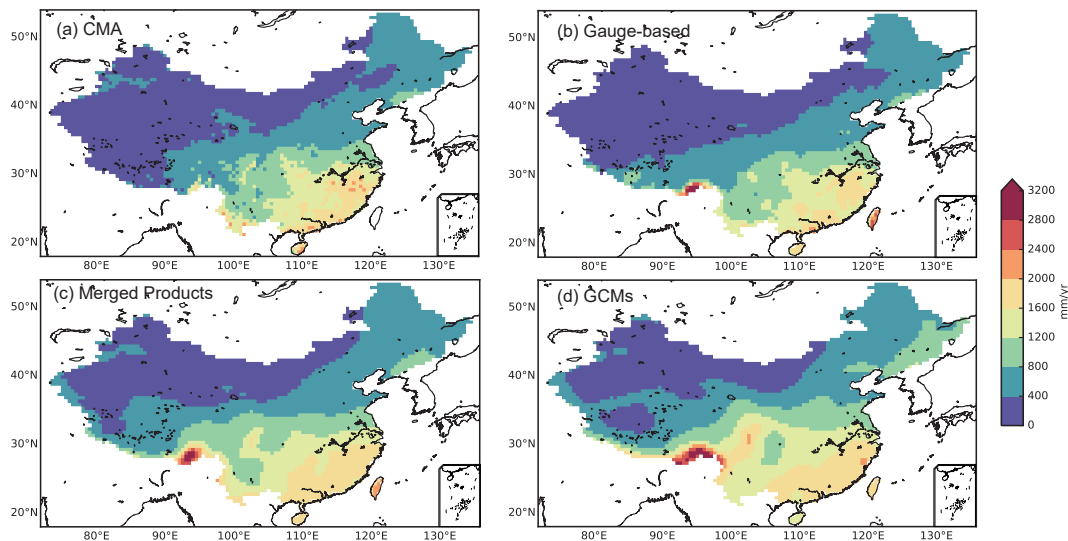 (a) CMA
50°N
40°N
30°N
20°N
80°E 90°E 100°E 110°E 120°E 130°E
(b) Gauge-based
50°N
40°N
30°N
20°N
80°E 90°E 100°E 110°E 120°E 130°E
(c) Merged Products
50°N
40°N
30°N
20°N
80°E 90°E 100°E 110°E 120°E 130°E
(d) GCMs
50°N
40°N
30°N
20°N
80°E 90°E 100°E 110°E 120°E 130°E
3200
2800
2400
2000
1600
1200
800
400
0
mm/yr